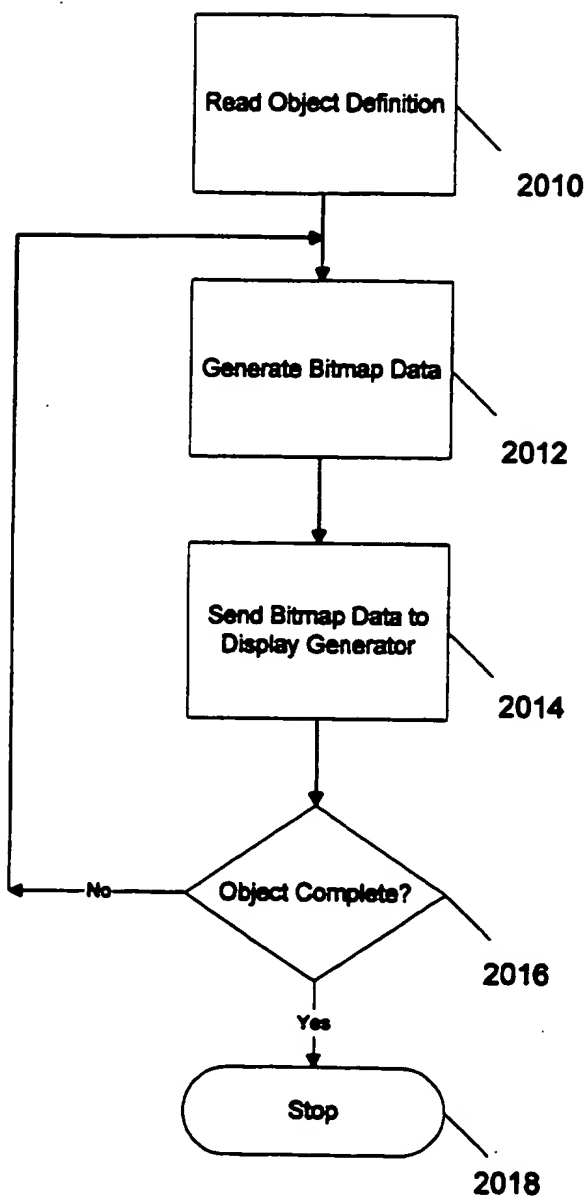 Read Object Definition
2010
Generate Bitmap Data
2012
Send Bitmap Data to
Display Generator
2014
Object Complete?
No
2016
Yes
Stop
2018